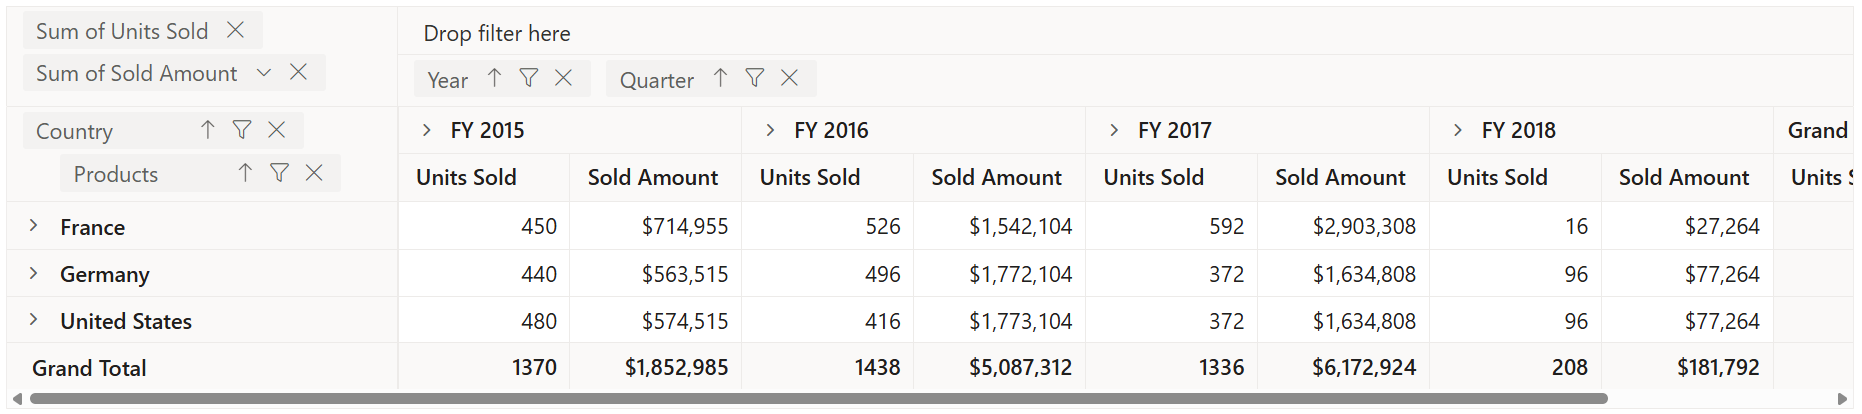 Sum of Units Sold
Drop filter here
Sum of Sold Amount
Year
Quarter
Country
Products
FY 2015 FY 2016 FY 2017 FY 2018 Grand
Units Sold Sold Amount Units Sold Sold Amount Units Sold Sold Amount Units Sold Sold Amount Units
France 450 $714,955 526 $1,542,104 592 $2,903,308 16 $27,264
Germany 440 $563,515 496 $1,772,104 372 $1,634,808 96 $77,264
United States 480 $574,515 416 $1,773,104 372 $1,634,808 96 $77,264
Grand Total 1370 $1,852,985 1438 $5,087,312 1336 $6,172,924 208 $181,792